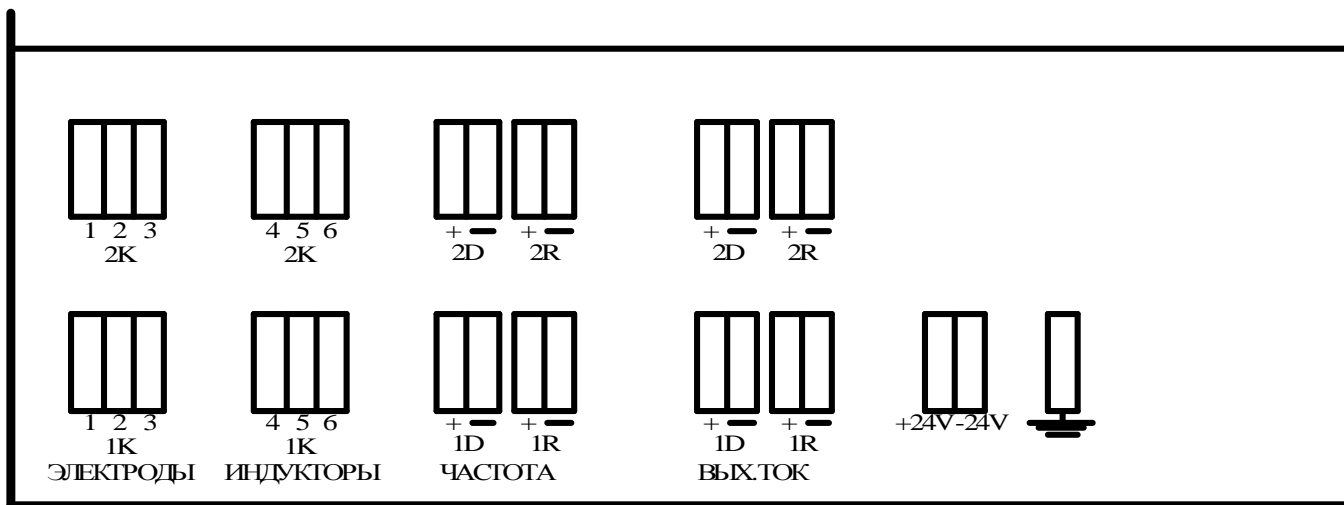 1 2 3 4 5 6 + − + − + − + −
2K 2K 2D 2R 2D 2R
1 2 3 4 5 6 + − + − + − + − +24V-24V
1K 1K 1D 1R 1D 1R
ЭЛЕКТРОДЫ ИНДУКТОРЫ ЧАСТОТА ВЫХ.ТОК